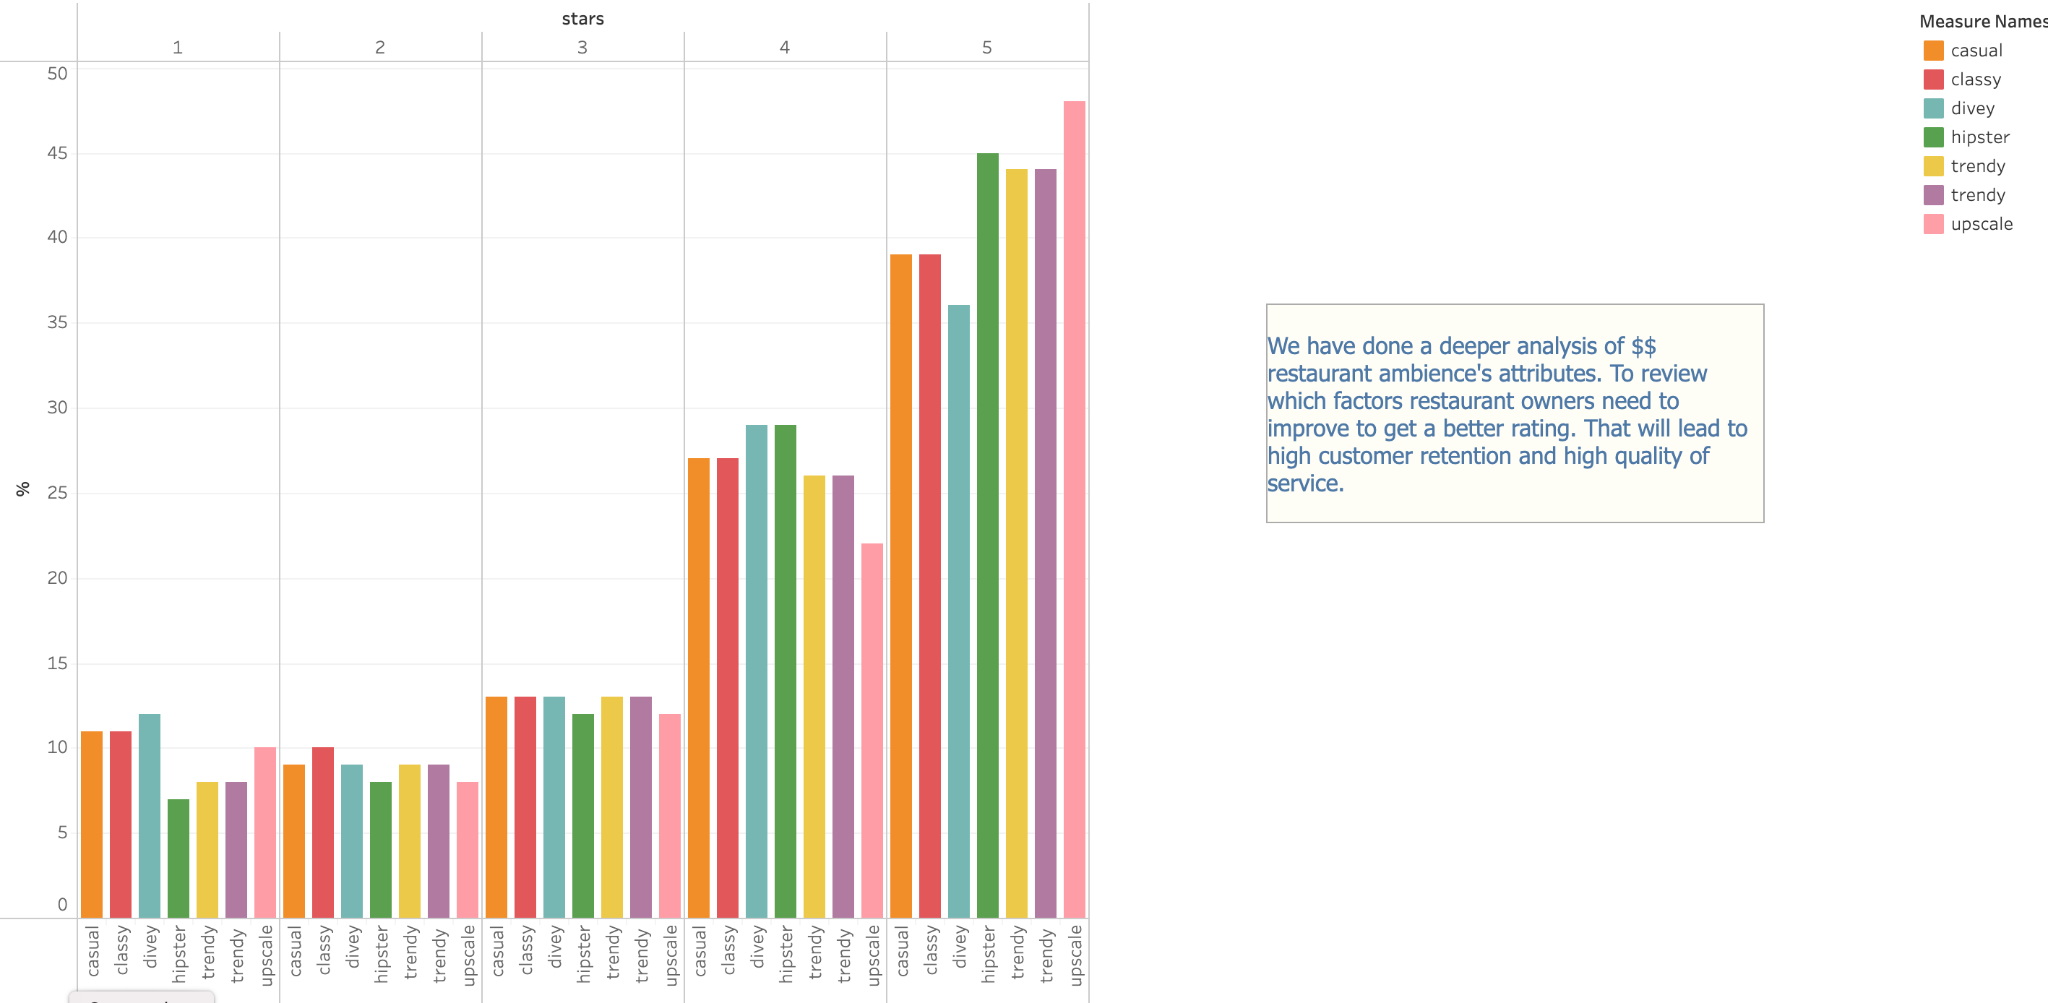 stars
1 2 3 4 5
50
45
40
35
30
25
20
15
10
5
0
%
casual classy divey hipster trendy trendy upscale casual classy divey hipster trendy trendy upscale casual classy divey hipster trendy trendy upscale casual classy divey hipster trendy trendy upscale casual classy divey hipster trendy trendy upscale
Measure Names
casual
classy
divey
hipster
trendy
trendy
upscale
We have done a deeper analysis of $$
restaurant ambience's attributes. To review
which factors restaurant owners need to
improve to get a better rating. That will lead to
high customer retention and high quality of
service.